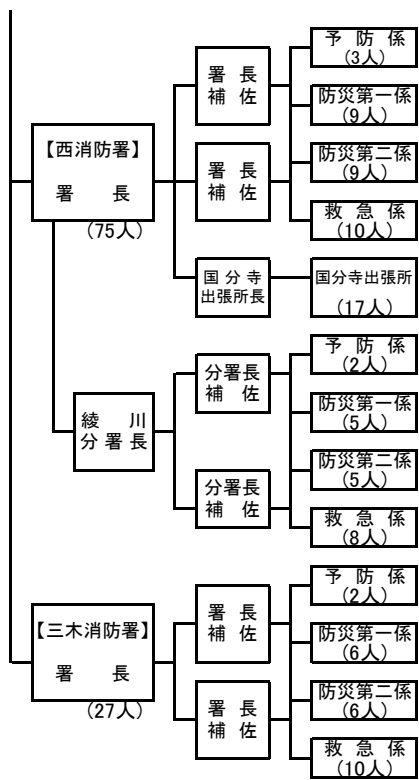 予防係
(3人)
署長
補佐
防災第一係
(9人)
【西消防署】
署長
(75人)
署長
補佐
防災第二係
(9人)
救急係
(10人)
国分寺
出張所長
国分寺出張所
(17人)
予防係
(2人)
分署長
補佐
防災第一係
(5人)
綾川
分署長
防災第二係
(5人)
分署長
補佐
救急係
(8人)
予防係
(2人)
署長
補佐
防災第一係
(6人)
【三木消防署】
署長
(27人)
署長
補佐
防災第二係
(6人)
救急係
(10人)